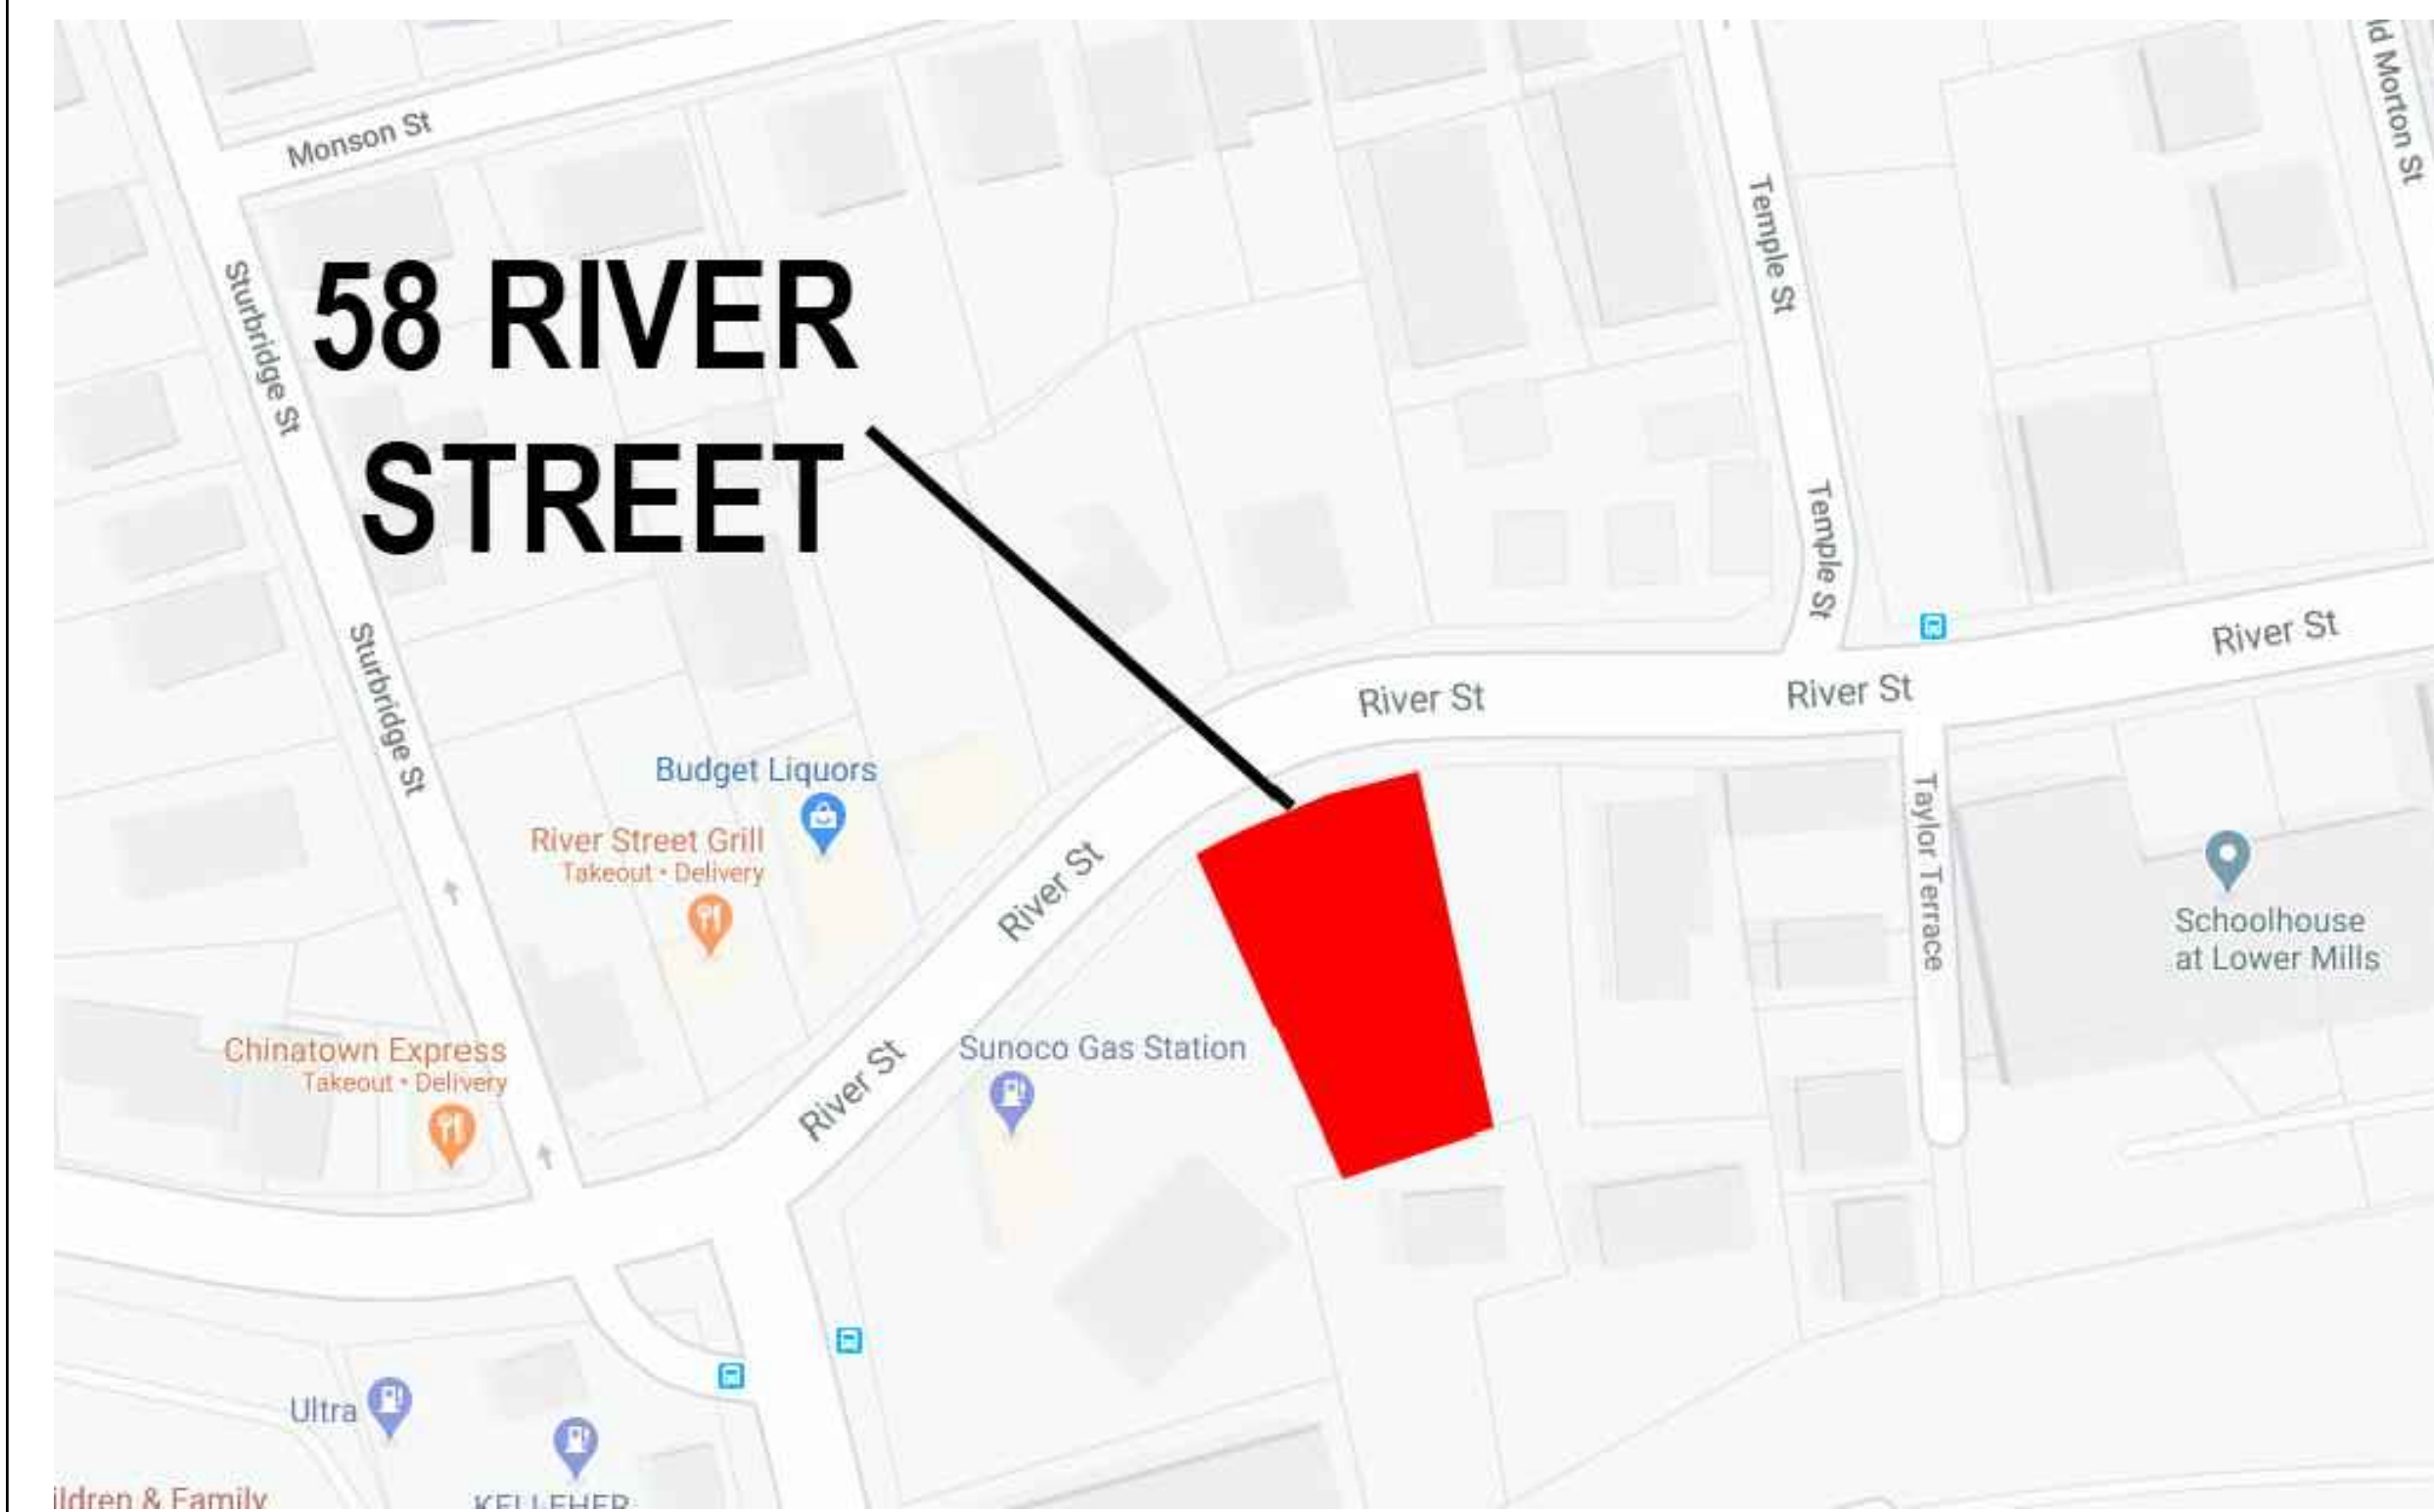 ld Morton St
Monson St
Temple St
58 RIVER
STREET
Sturbridge St
Temple St
River St
Sturbridge St
River St
River St
Budget Liquors
River Street Grill
Takeout • Delivery
River St
Taylor Terrace
Schoolhouse
at Lower Mills
Chinatown Express
Takeout • Delivery
River St
Sunoco Gas Station
Ultra
ildren & Family
KELLEHER